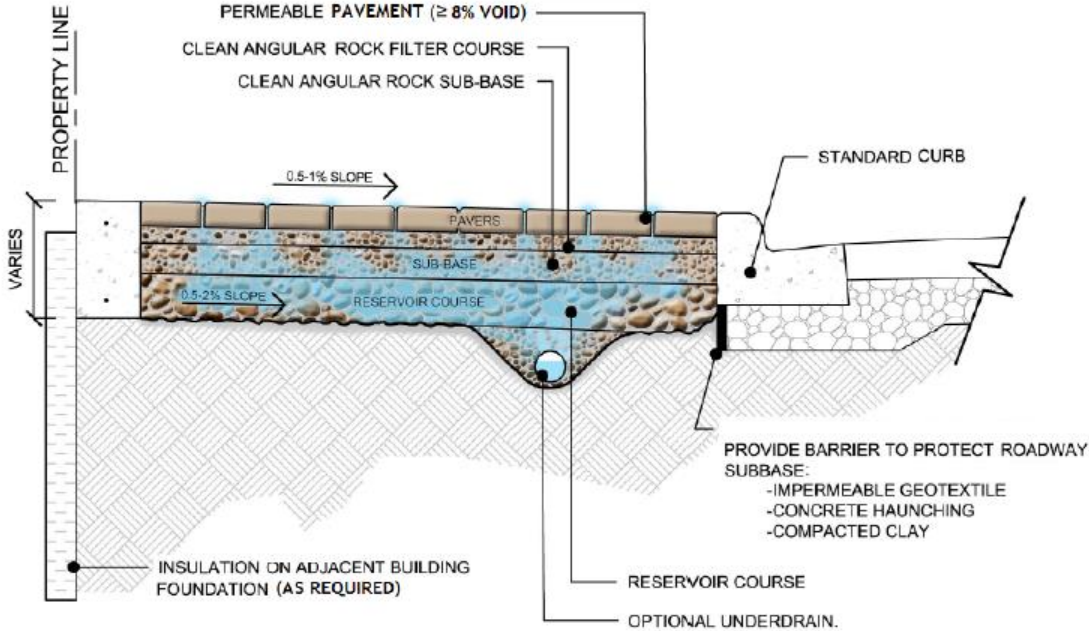 PERMEABLE PAVEMENT (≥ 8% VOID)
CLEAN ANGULAR ROCK FILTER COURSE
CLEAN ANGULAR ROCK SUB-BASE
PROPERTY LINE
STANDARD CURB
0.5-1% SLOPE
PAVERS
VARIES
SUB-BASE
0.5-2% SLOPE
RESERVOIR COURSE
PROVIDE BARRIER TO PROTECT ROADWAY
SUBBASE:
-IMPERMEABLE GEOTEXTILE
-CONCRETE HAUNCHING
-COMPACTED CLAY
INSULATION ON ADJACENT BUILDING
FOUNDATION (AS REQUIRED)
RESERVOIR COURSE
OPTIONAL UNDERDRAIN.